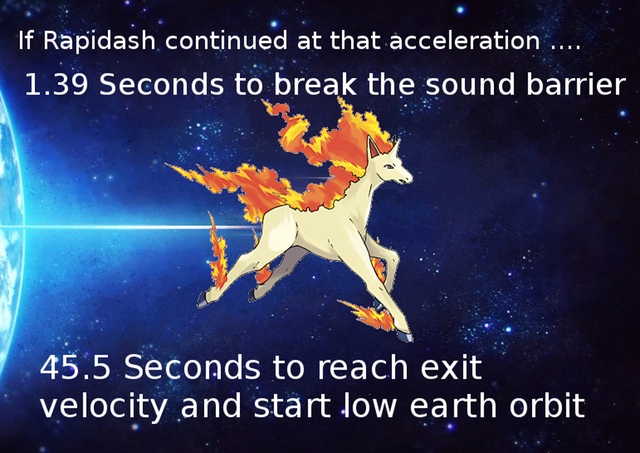 If Rapidash continued at that acceleration ....
1.39 Seconds to break the sound barrier
45.5 Seconds to reach exit
velocity and start low earth orbit